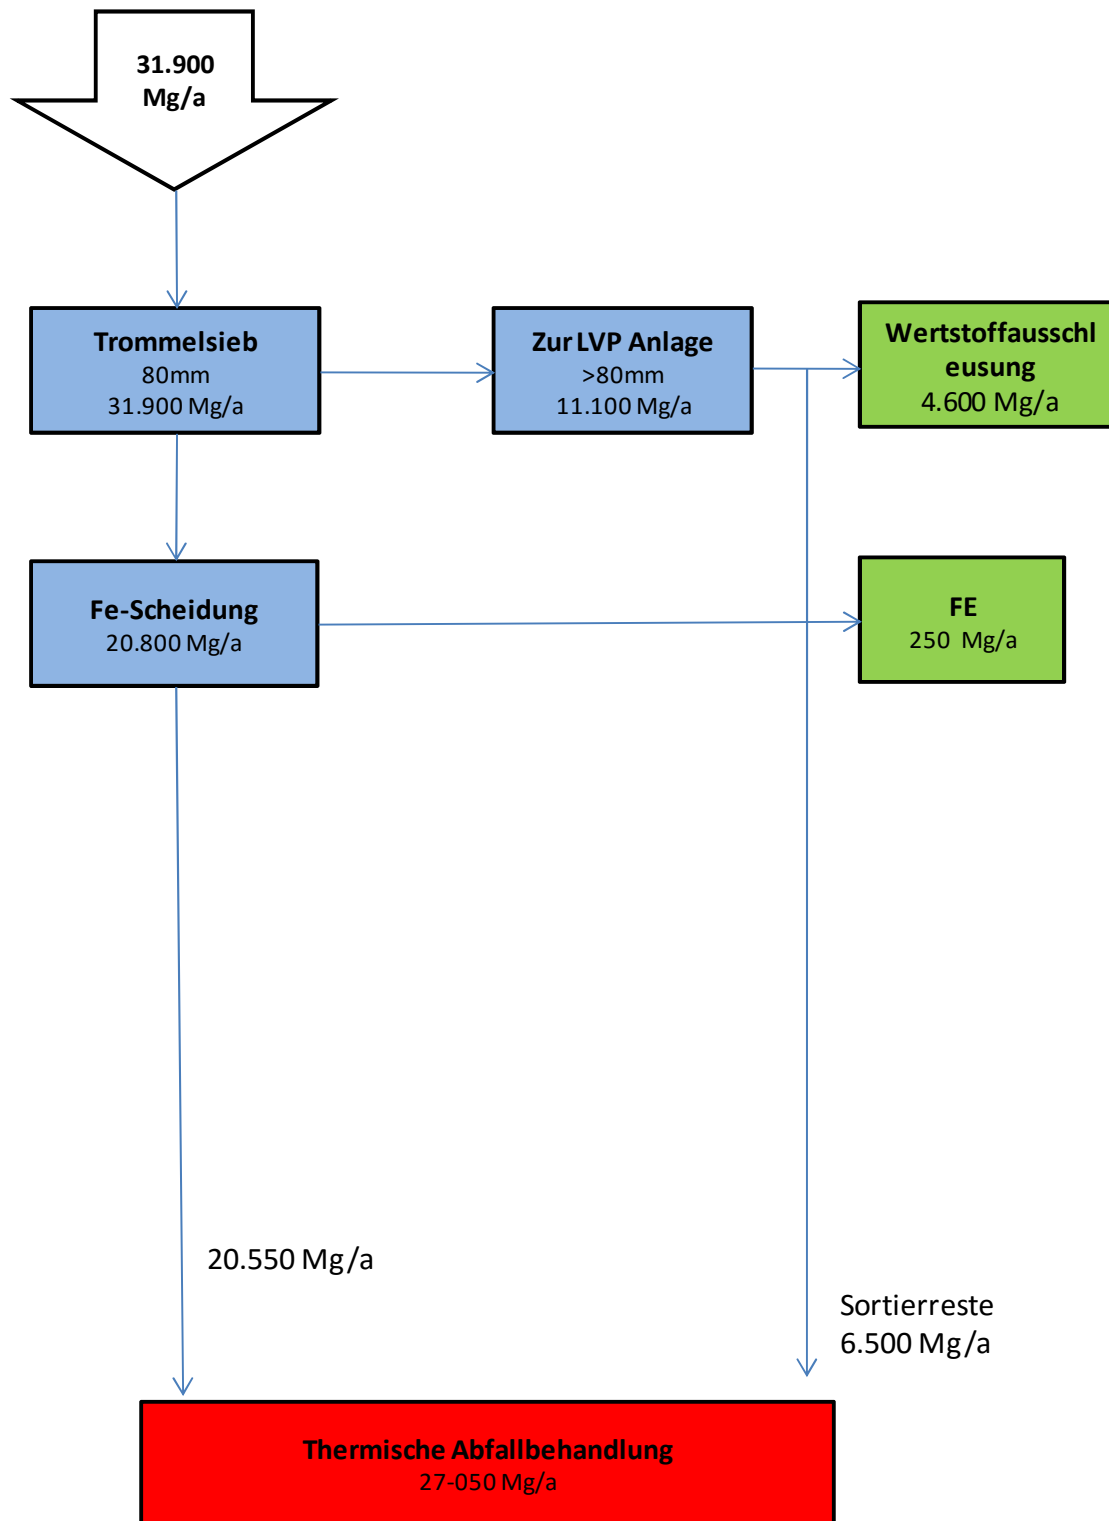 31.900
Mg/a
Trommelsieb
80mm
31.900 Mg/a
Zur LVP Anlage
>80mm
11.100 Mg/a
Wertstoffausschl
eusung
4.600 Mg/a
Fe-Scheidung
20.800 Mg/a
FE
250 Mg/a
20.550 Mg/a
Sortierreste
6.500 Mg/a
Thermische Abfallbehandlung
27-050 Mg/a